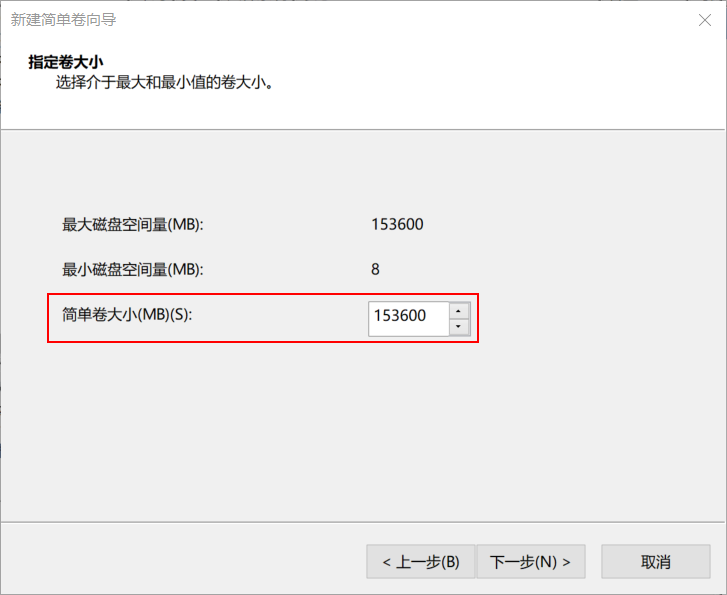 新建简单卷向导
指定卷大小
选择介于最大和最小值的卷大小。
最大磁盘空间量(MB): 153600
最小磁盘空间量(MB): 8
简单卷大小(MB)(S): 153600
< 上一步(B) 下一步(N) > 取消